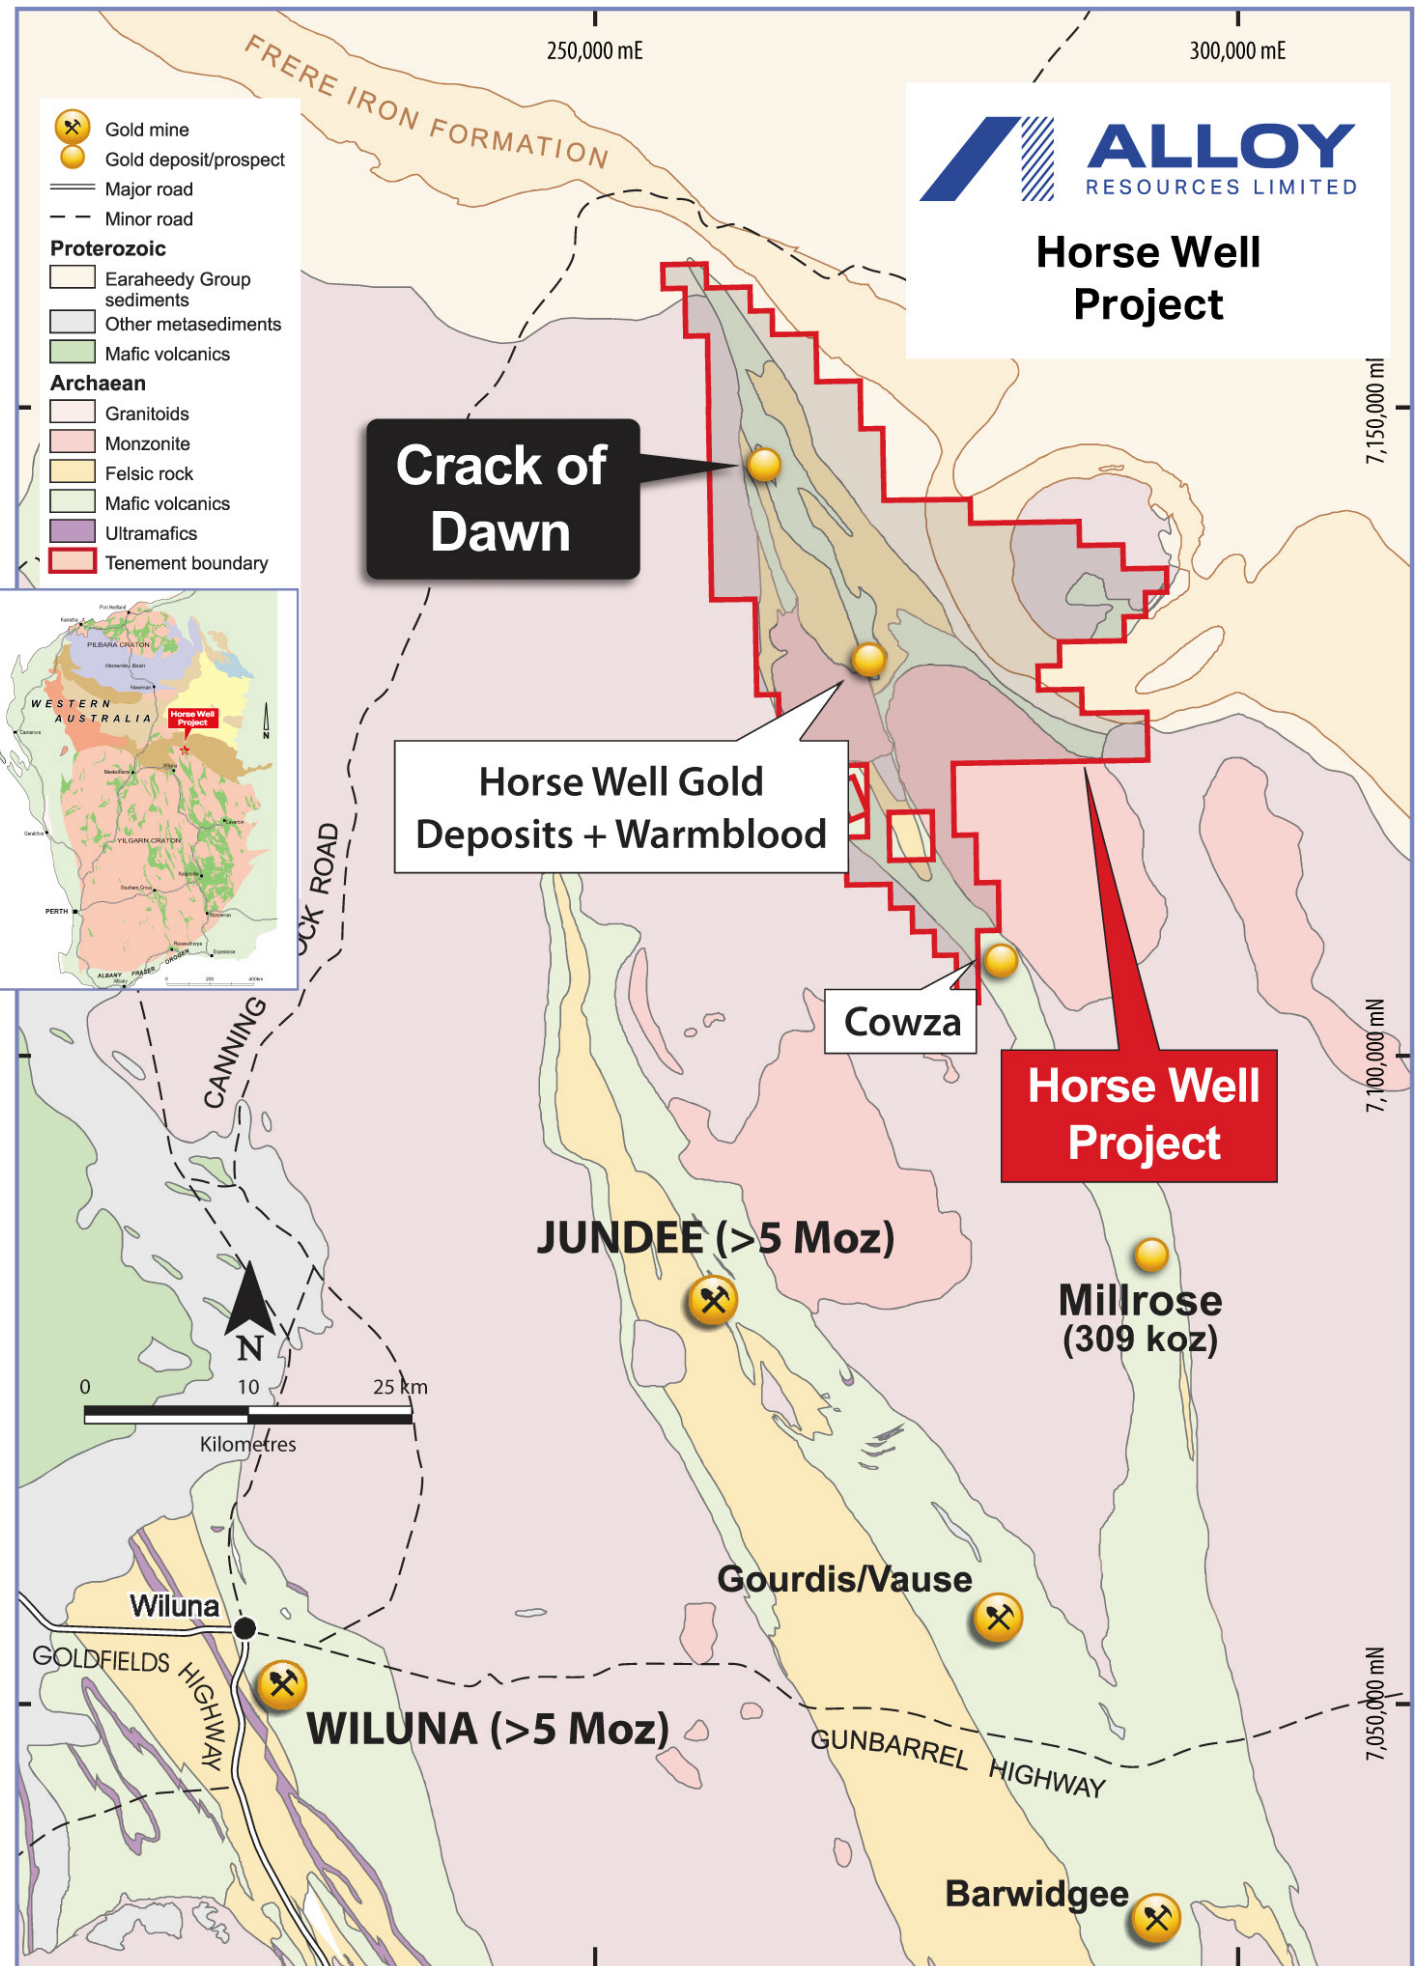 250,000 mE
300,000 mE
FRERE IRON FORMATION
ALLOY
RESOURCES LIMITED
Horse Well
Project
Gold mine
Gold deposit/prospect
Major road
Minor road
Proterozoic
Earaheedy Group
sediments
Other metasediments
Mafic volcanics
Archaean
Granitoids
Monzonite
Felsic rock
Mafic volcanics
Ultramafics
Tenement boundary
7,150,000 m
Crack of
Dawn
PILBARA CRATON
Newman
WESTERN
AUSTRALIA
Horse Well
Project
N
YILGARN CRATON
PERTH
ALBANY FRASER OROGEN
Horse Well Gold
Deposits + Warmblood
CANNING
OCK ROAD
Cowza
Horse Well
Project
7,100,000 mN
JUNDEE (>5 Moz)
Millrose
(309 koz)
N
0 10 25 km
Kilometres
Gourdis/Vause
Wiluna
GOLDFIELDS HIGHWAY
WILUNA (>5 Moz)
GUNBARREL HIGHWAY
7,050,000 mN
Barwidgee